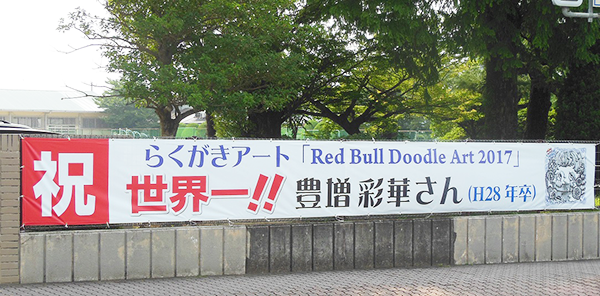 祝
らくがきアート「Red Bull Doodle Art 2017」
世界一!! 豊増 彩華さん (H28年卒)